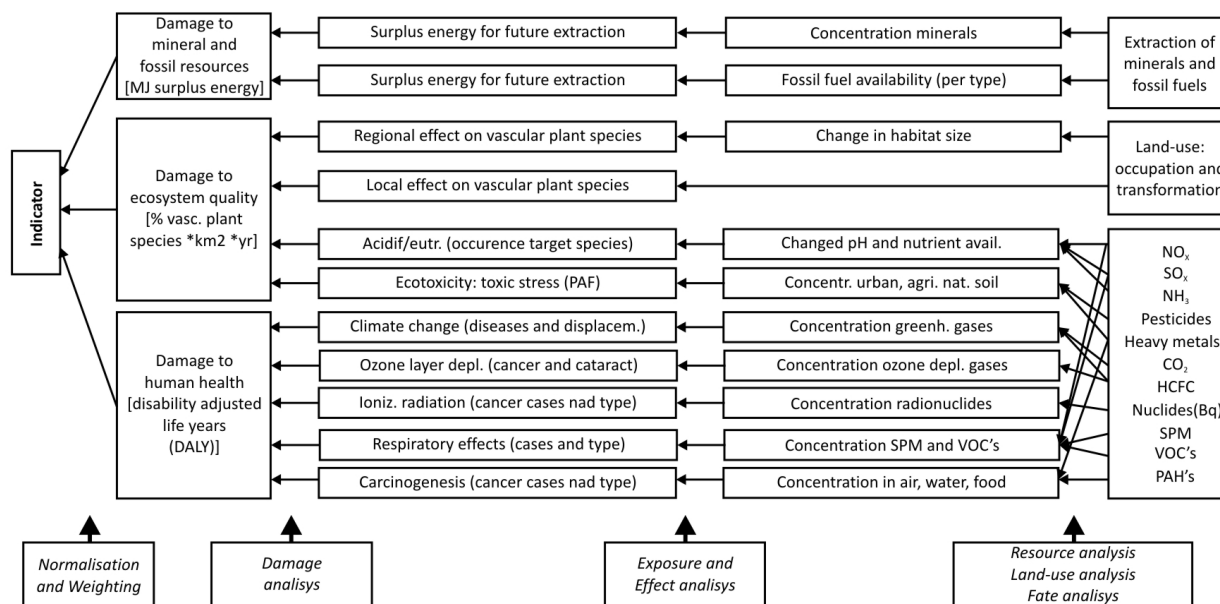 Damage to
mineral and
fossil resources
[MJ surplus energy]
Surplus energy for future extraction
Concentration minerals
Surplus energy for future extraction
Fossil fuel availability (per type)
Extraction of
minerals and
fossil fuels
Indicator
Damage to
ecosystem quality
[% vasc. plant
species *km2 *yr]
Regional effect on vascular plant species
Change in habitat size
Local effect on vascular plant species
Land-use:
occupation and
transformation
Acidif/eutr. (occurence target species)
Changed pH and nutrient avail.
Ecotoxicity: toxic stress (PAF)
Concentr. urban, agri. nat. soil
Damage to
human health
[disability adjusted
life years
(DALY)]
Climate change (diseases and displacem.)
Concentration greenh. gases
Ozone layer depl. (cancer and cataract)
Concentration ozone depl. gases
Ioniz. radiation (cancer cases nad type)
Concentration radionuclides
Respiratory effects (cases and type)
Concentration SPM and VOC's
Carcinogenesis (cancer cases nad type)
Concentration in air, water, food
NOx
SOx
NH3
Pesticides
Heavy metals
CO2
HCFC
Nuclides(Bq)
SPM
VOC's
PAH's
Normalisation
and Weighting
Damage
analisys
Exposure and
Effect analisys
Resource analysis
Land-use analysis
Fate analisys